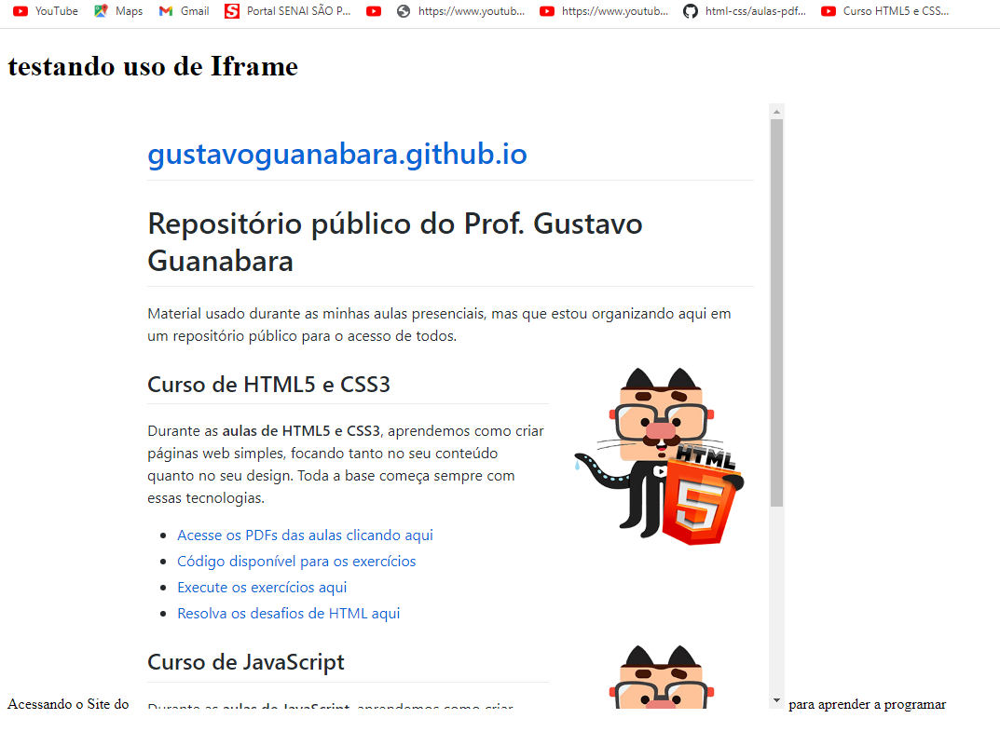 YouTube Maps Gmail Portal SENAI SÃO P... https://www.youtub... https://www.youtub... html-css/aulas-pdf... Curso HTML5 e CSS...
testando uso de Iframe
gustavoguanabara.github.io
Repositório público do Prof. Gustavo
Guanabara
Material usado durante as minhas aulas presenciais, mas que estou organizando aqui em
um repositório público para o acesso de todos.
Curso de HTML5 e CSS3
Durante as aulas de HTML5 e CSS3, aprendemos como criar
páginas web simples, focando tanto no seu conteúdo
quanto no seu design. Toda a base começa sempre com
essas tecnologias.
HTML
5
Acesse os PDFs das aulas clicando aqui
Código disponível para os exercícios
Execute os exercícios aqui
Resolva os desafios de HTML aqui
Curso de JavaScript
Acessando o Site do Durante as aulas de JavaScript, aprendemos como criar para aprender a programar